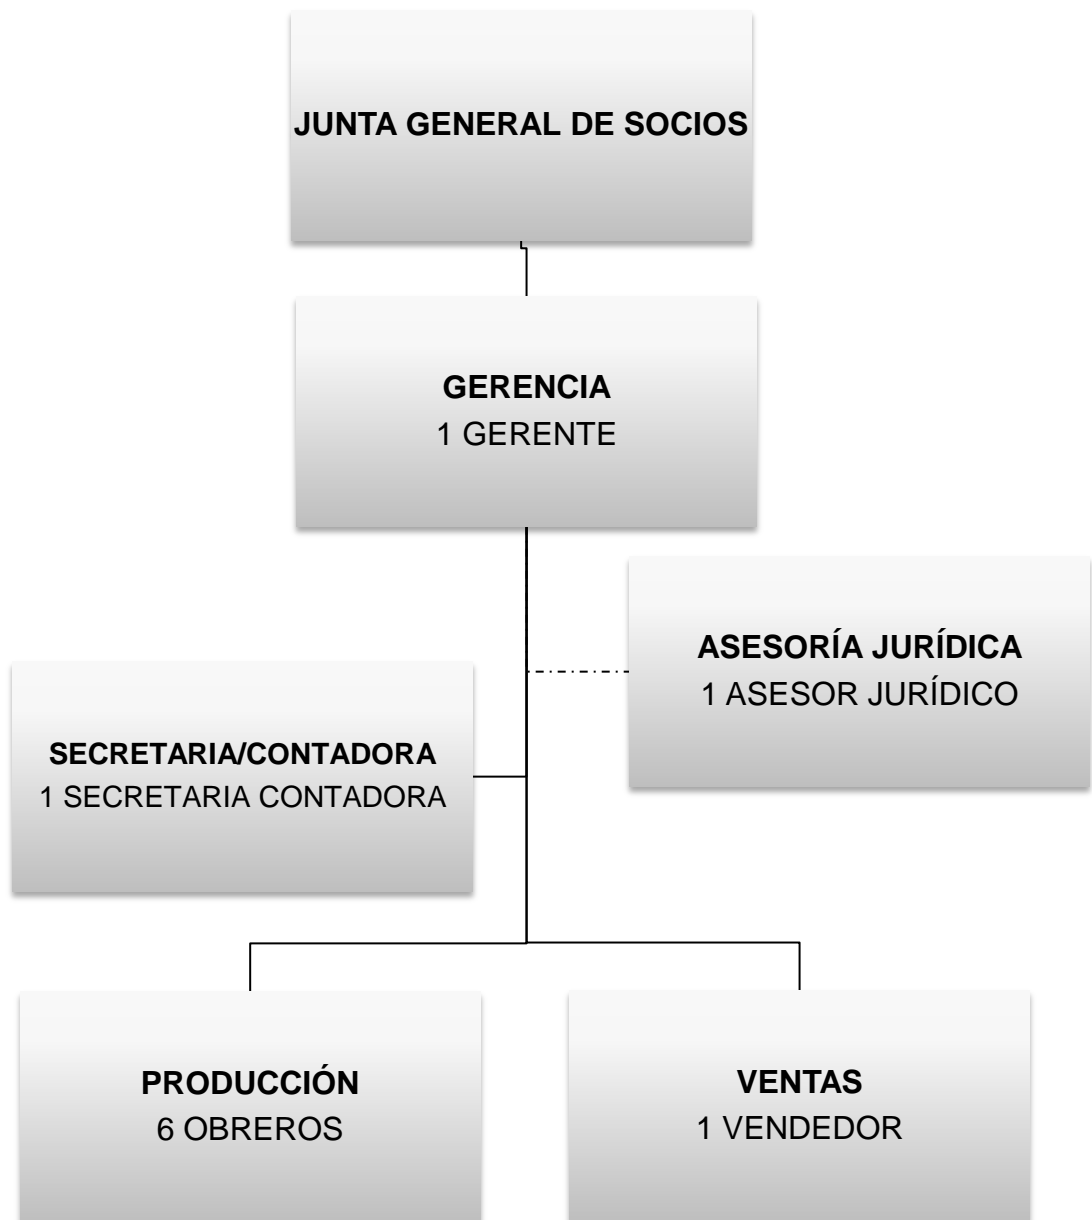 JUNTA GENERAL DE SOCIOS
GERENCIA
1 GERENTE
ASESORÍA JURÍDICA
1 ASESOR JURÍDICO
SECRETARIA/CONTADORA
1 SECRETARIA CONTADORA
PRODUCCIÓN
6 OBREROS
VENTAS
1 VENDEDOR